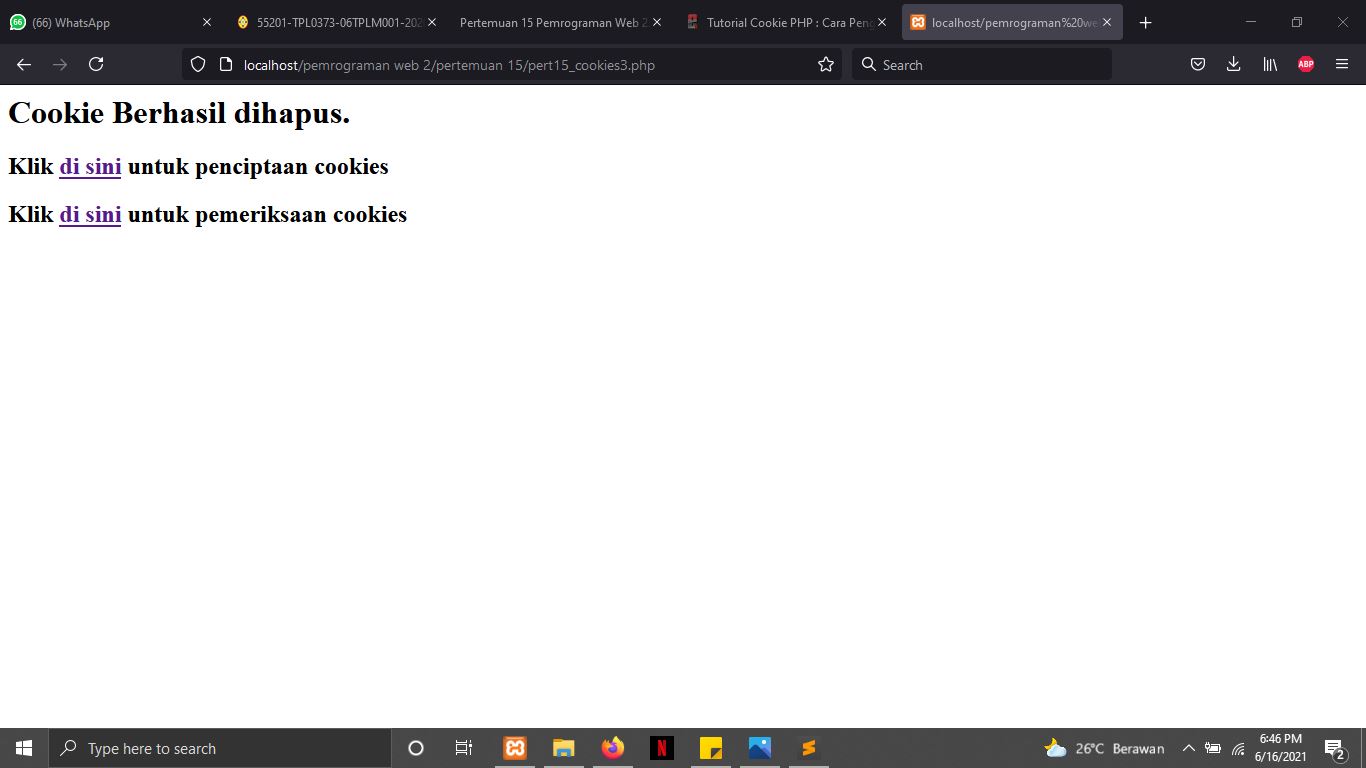 66 (66) WhatsApp
55201-TPL0373-06TPLM001-202
Pertemuan 15 Pemrograman Web 2
Tutorial Cookie PHP : Cara Peng
localhost/pemrograman%20we
localhost/pemrograman web 2/pertemuan 15/pert15_cookies3.php
Search
ABP
Cookie Berhasil dihapus.
Klik di sini untuk penciptaan cookies
Klik di sini untuk pemeriksaan cookies
Type here to search
N
26°C Berawan
6:46 PM
6/16/2021
2